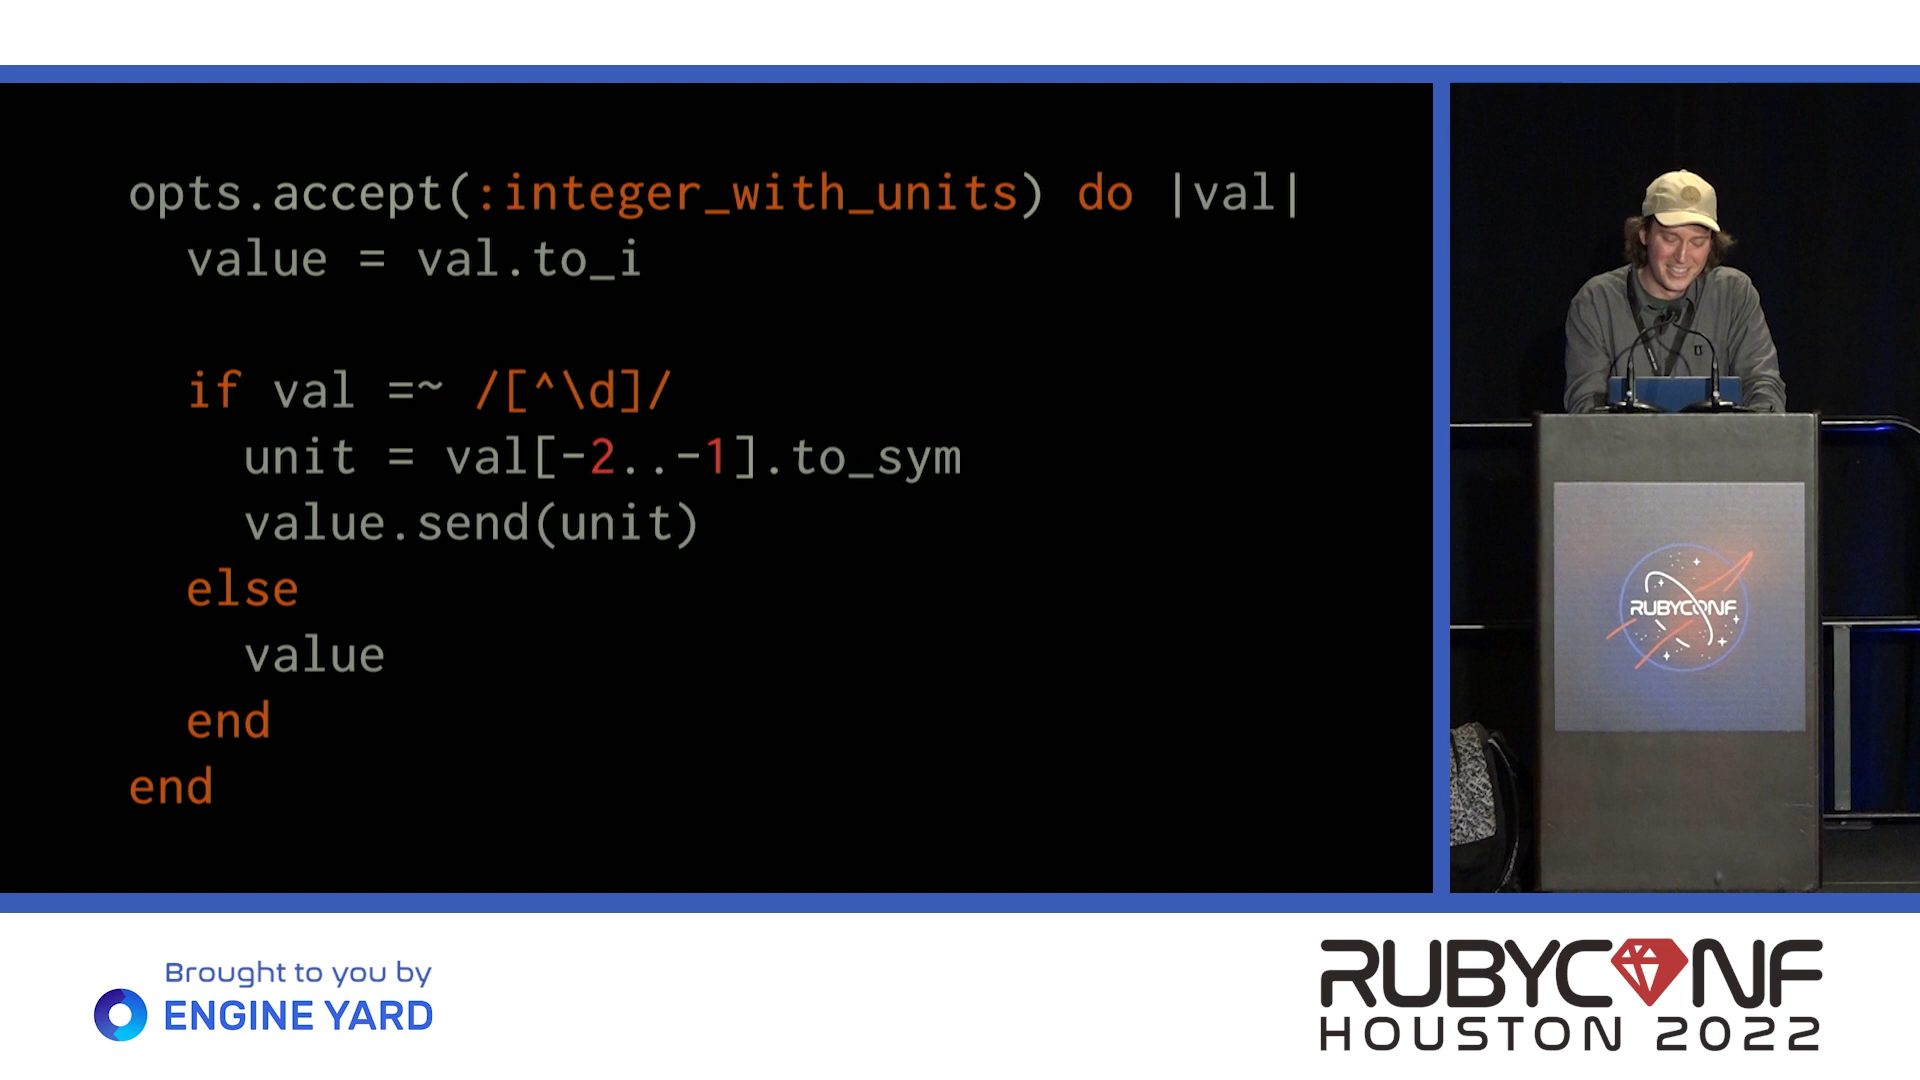 opts.accept(:integer_with_units) do |val|
  value = val.to_i

  if val =~ /[^\d]/
    unit = val[-2..-1].to_sym
    value.send(unit)
  else
    value
  end
end
RUBYCONF
Brought to you by
ENGINE YARD
RUBYCONF
HOUSTON 2022